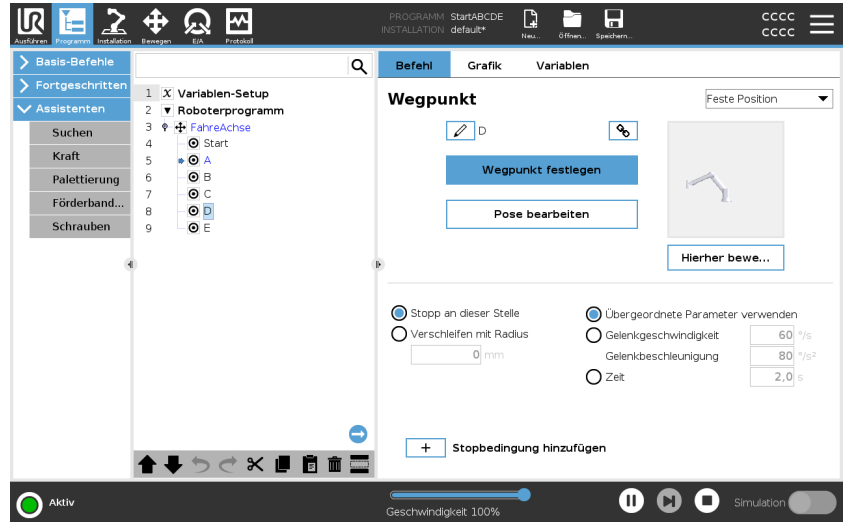 UR
PROGRAMM StartABCDE
INSTALLATION default*
Ausführen Programm Installation Bewegen E/A Protokoll
Neu... Öffnen... Speichern...
CCCC
CCCC
Basis-Befehle
Fortgeschritten
Assistenten
Suchen
Kraft
Palettierung
Förderband...
Schrauben
1 X Variablen-Setup
2 Roboterprogramm
3 FahreAchse
4 Start
5 A
6 B
7 C
8 D
9 E
Befehl Grafik Variablen
Wegpunkt
Feste Position
D
Wegpunkt festlegen
Pose bearbeiten
Hierher bewe...
Stopp an dieser Stelle
Verschleifen mit Radius
0 mm
Übergeordnete Parameter verwenden
Gelenkgeschwindigkeit 60 °/s
Gelenkbeschleunigung 80 °/s²
Zeit 2,0 s
+ Stopbedingung hinzufügen
Aktiv
Geschwindigkeit 100%
Simulation